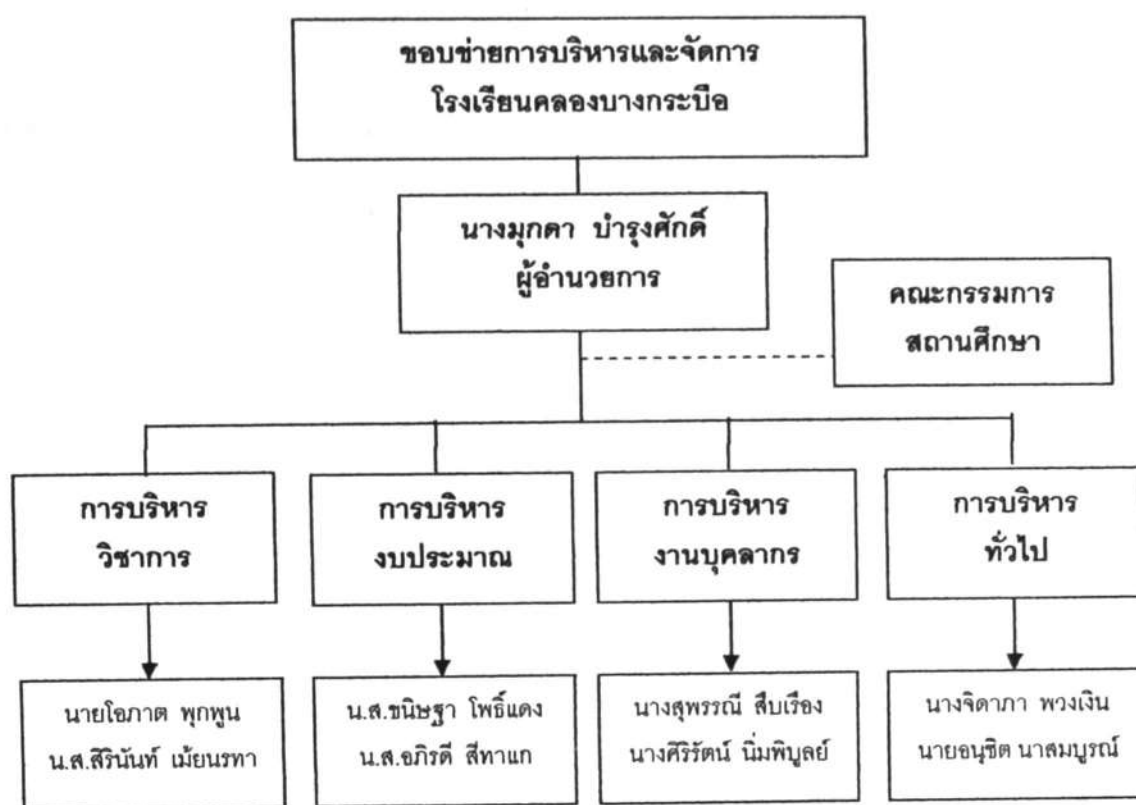 ขอบข่ายการบริหารและจัดการ
โรงเรียนคลองบางกระบือ
นางมุกดา บำรุงศักดิ์
ผู้อำนวยการ
คณะกรรมการ
สถานศึกษา
การบริหาร
วิชาการ
การบริหาร
งบประมาณ
การบริหาร
งานบุคลากร
การบริหาร
ทั่วไป
นายโอภาต พุกพูน
น.ส.สิรินันท์ เม้ยนรทา
น.ส.ขนิษฐา โพธิ์แดง
น.ส.อภิรดี สีทาแก
นางสุพรรณี สืบเรือง
นางศิริรัตน์ นิ่มพิบูลย์
นางจิดาภา พวงเงิน
นายอนุชิต นาสมบูรณ์